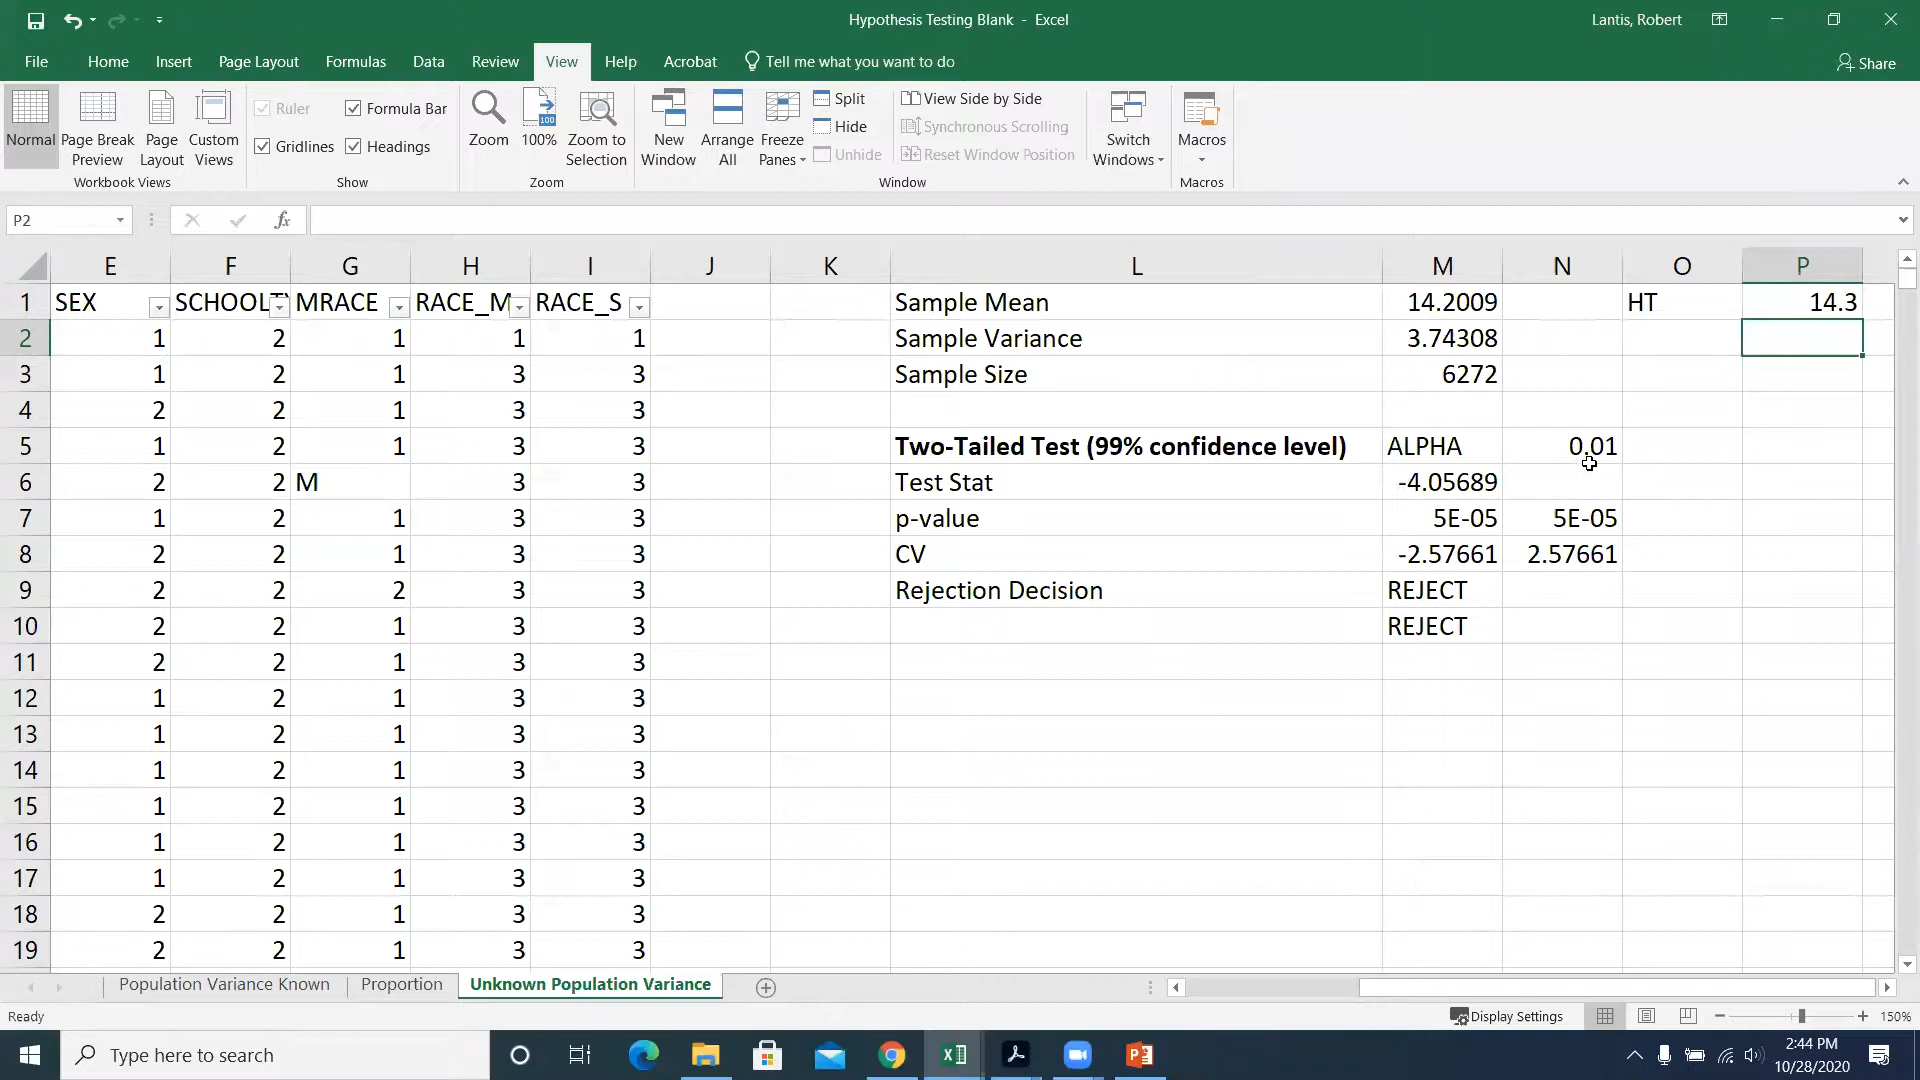 Hypothesis Testing Blank - Excel
Lantis, Robert
File Home Insert Page Layout Formulas Data Review View Help Acrobat Tell me what you want to do Share
Normal
Page Break Preview
Page Layout
Custom Views
Workbook Views
Ruler
Formula Bar
Gridlines
Headings
Show
Zoom
100%
Zoom to Selection
Zoom
New Window
Arrange All
Freeze Panes
Split
Hide
Unhide
View Side by Side
Synchronous Scrolling
Reset Window Position
Window
Switch Windows
Macros
Macros
P2
fx
E F G H I J K L M N O P
1 SEX SCHOOLT MRACE RACE_M RACE_S Sample Mean 14.2009 HT 14.3
2 1 2 1 1 1 Sample Variance 3.74308
3 1 2 1 3 3 Sample Size 6272
4 2 2 1 3 3
5 1 2 1 3 3 Two-Tailed Test (99% confidence level) ALPHA 0.01
6 2 2 M 3 3 Test Stat -4.05689
7 1 2 1 3 3 p-value 5E-05 5E-05
8 2 2 1 3 3 CV -2.57661 2.57661
9 2 2 2 3 3 Rejection Decision REJECT
10 2 2 1 3 3 REJECT
11 2 2 1 3 3
12 1 2 1 3 3
13 1 2 1 3 3
14 1 2 1 3 3
15 1 2 1 3 3
16 1 2 1 3 3
17 1 2 1 3 3
18 2 2 1 3 3
19 2 2 1 3 3
Population Variance Known Proportion Unknown Population Variance
Ready Display Settings 150%
Type here to search
2:44 PM
10/28/2020